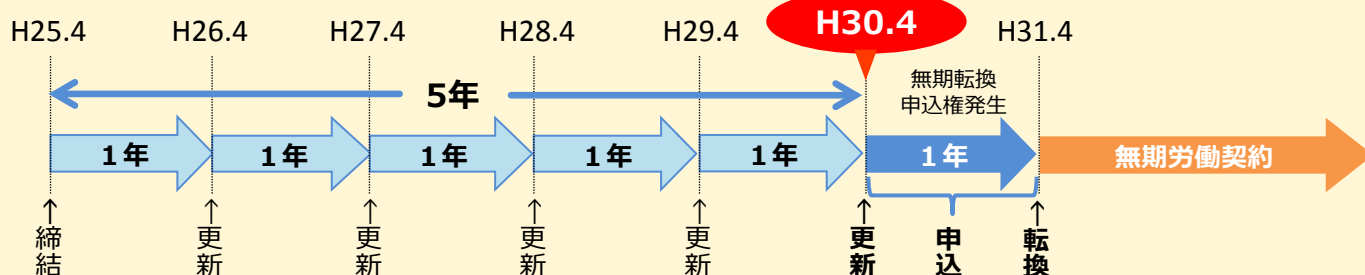 H25.4 H26.4 H27.4 H28.4 H29.4 H30.4 H31.4
5年
無期転換
申込権発生
1年 1年 1年 1年 1年 1年 無期労働契約
↑ ↑ ↑ ↑ ↑ ↑ ↑
締結 更新 更新 更新 更新 更新 申込 転換